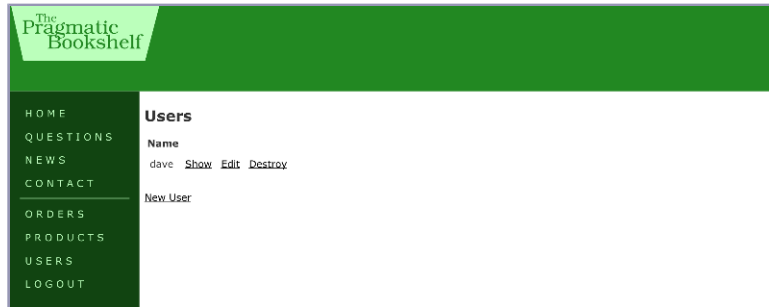 The
Pragmatic
Bookshelf
HOME
QUESTIONS
NEWS
CONTACT
ORDERS
PRODUCTS
USERS
LOGOUT
Users
Name
dave Show Edit Destroy
New User